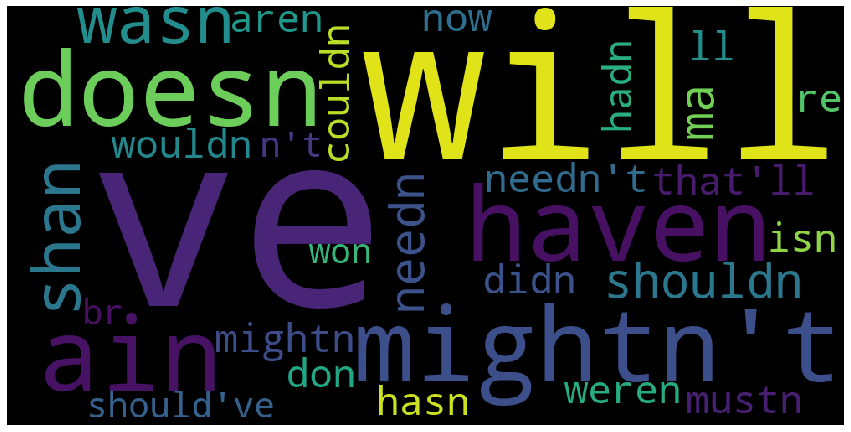 wasn
aren
now
will
doesn
couldn
hadn
ll
ma
re
wouldn
n't
ve
shan
won
needn
needn't
that'll
haven
isn
didn
shouldn
br
ain
mightn
mightn't
don
should've
hasn
weren
mustn